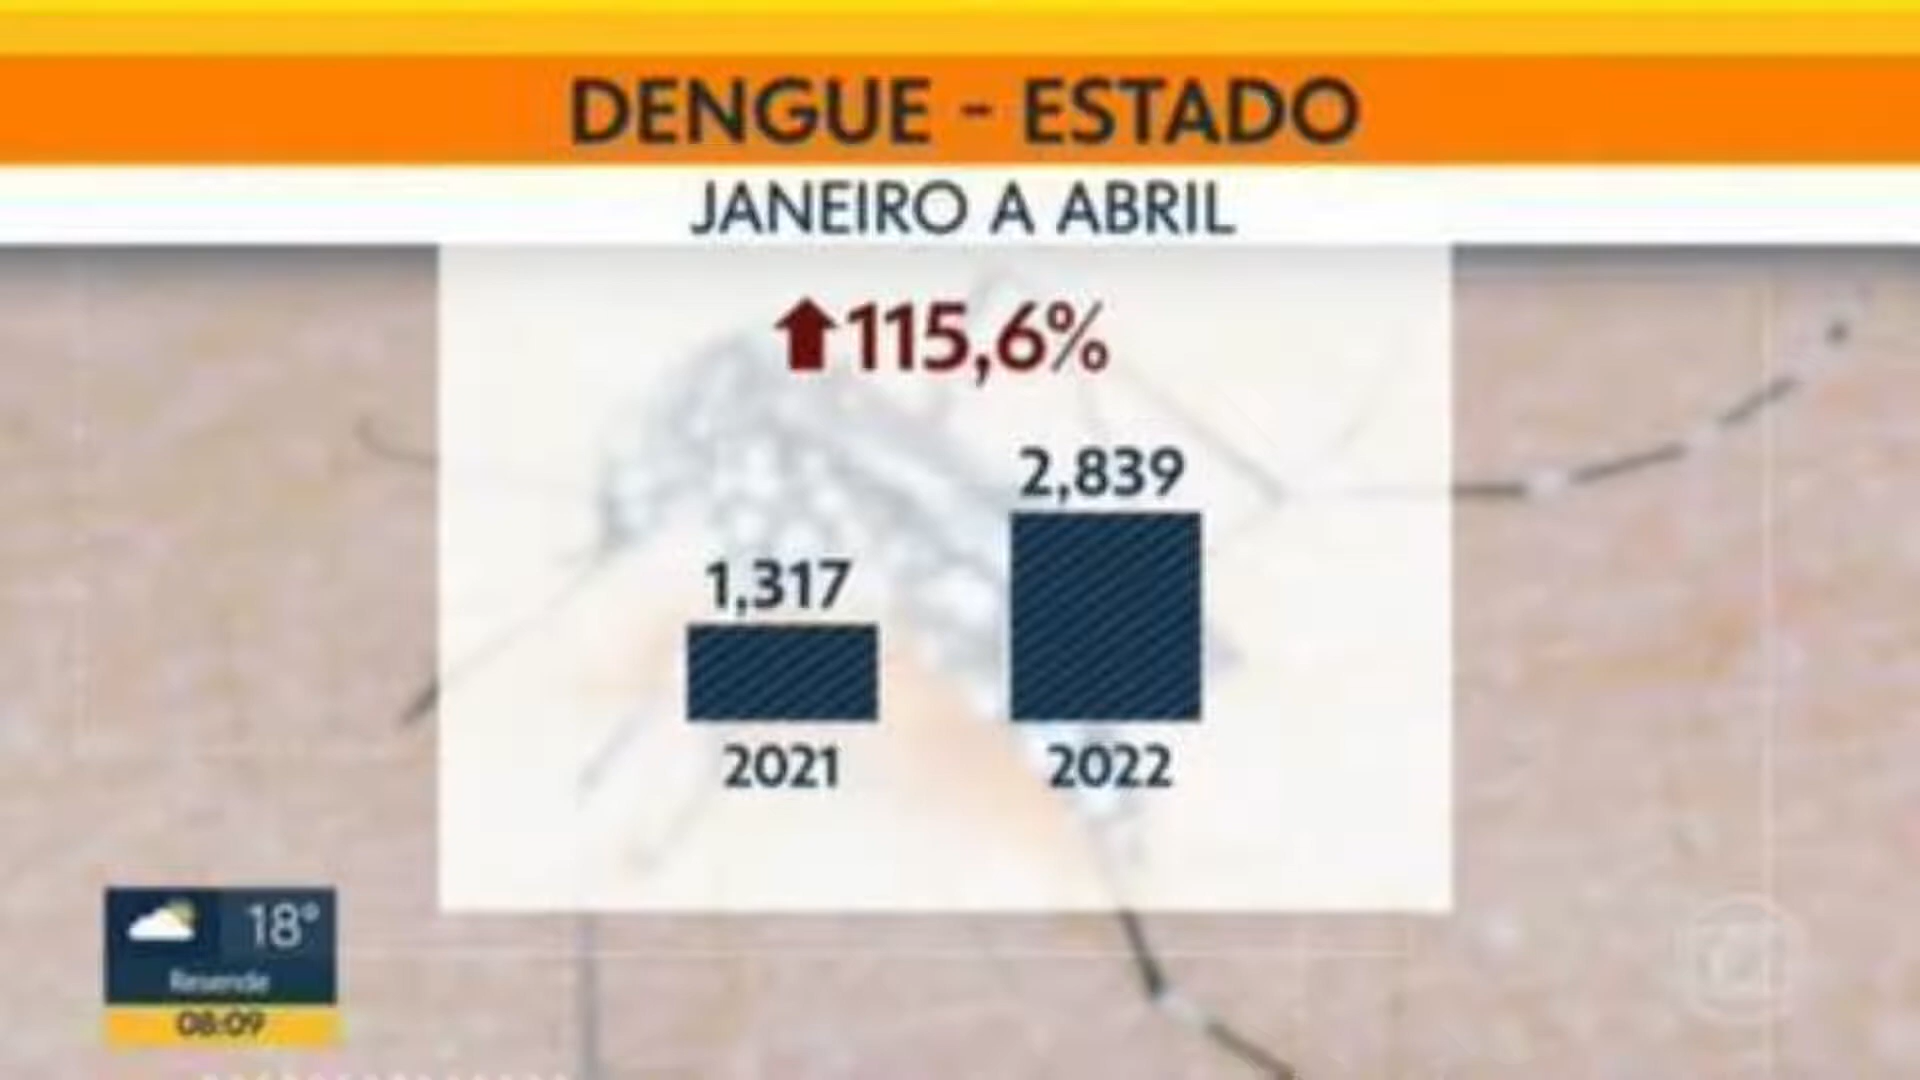 DENGUE - ESTADO
JANEIRO A ABRIL
115,6%
2,839
1,317
2021 2022
18°
Resende
08:09